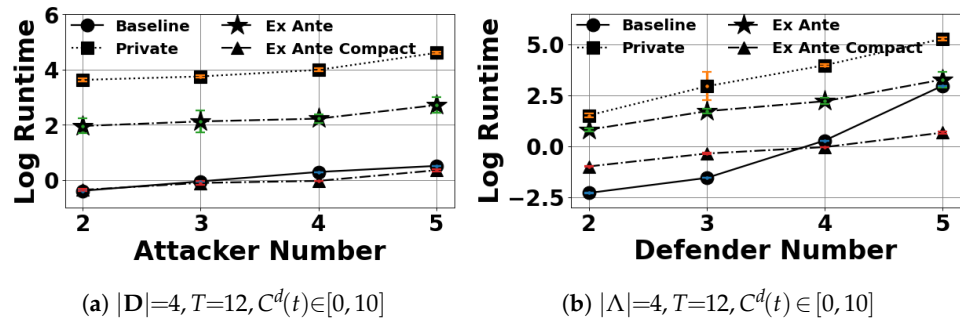 6
4
2
0
Log Runtime
Baseline
Private
Ex Ante
Ex Ante Compact
2 3 4 5
Attacker Number
(a) |D|=4, T=12, C^d(t)∈[0, 10]
5.0
2.5
0.0
−2.5
Log Runtime
Baseline
Private
Ex Ante
Ex Ante Compact
2 3 4 5
Defender Number
(b) |Λ|=4, T=12, C^d(t) ∈ [0, 10]